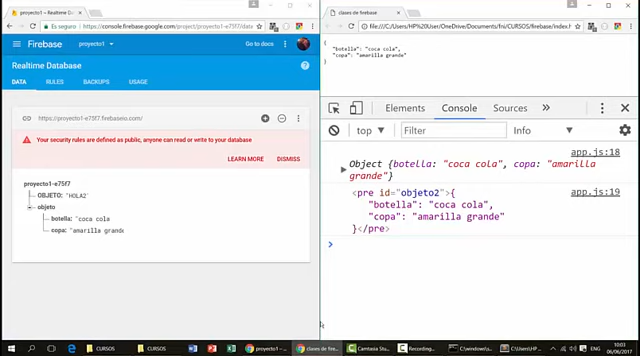 proyecto1 – Realtime Data
Es seguro
https://console.firebase.google.com/project/proyecto1-e75f7/data
Firebase
proyecto1
Go to docs
Realtime Database
DATA
RULES
BACKUPS
USAGE
https://proyecto1-e75f7.firebaseio.com/
Your security rules are defined as public, anyone can read or write to your database
LEARN MORE
DISMISS
proyecto1-e75f7
OBJETO: "HOLA2"
objeto
botella: "coca cola
copa: "amarilla grande
clases de firebase
file:///C:/Users/HP%20User/OneDrive/Documents/fni/CURSOS/firebase/index.h
{
"botella": "coca cola",
"copa": "amarilla grande"
}
Elements
Console
Sources
top
Filter
Info
app.js:18
Object {botella: "coca cola", copa: "amarilla
grande"}
app.js:19
<pre id="objeto2">{
"botella": "coca cola",
"copa": "amarilla grande"
}</pre>
CURSOS
CURSOS
proyecto1 – ...
clases de fire...
Camtasia Stu...
Recording...
C:\windows\...
C:\Users\HP ...
10:03
06/06/2017